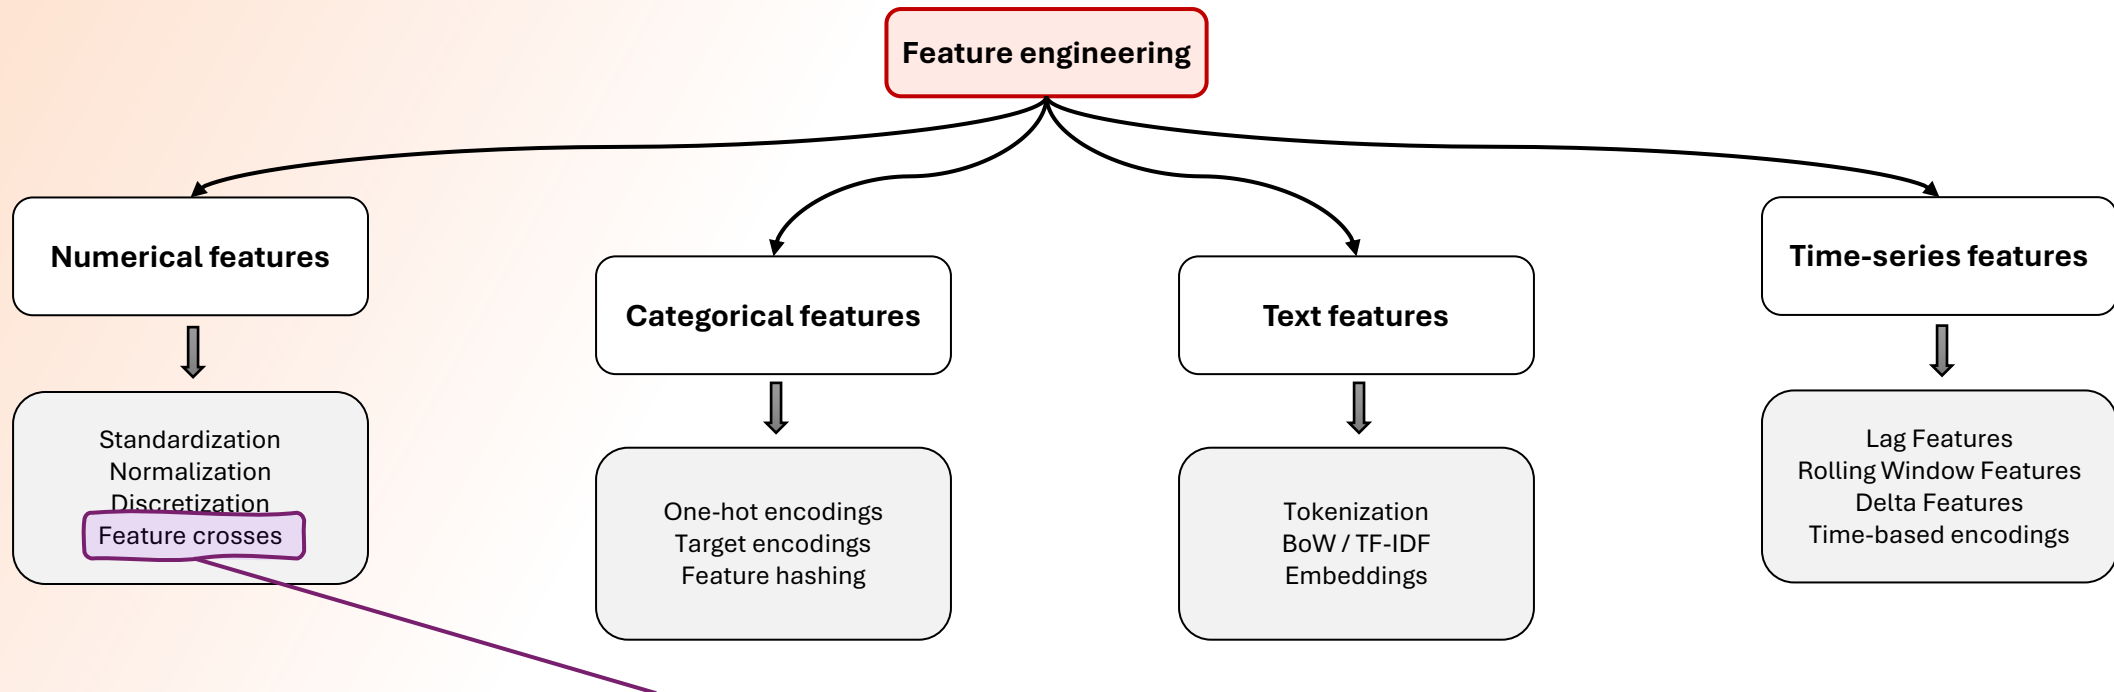 Feature engineering
Numerical features
Standardization
Normalization
Discretization
Feature crosses
Categorical features
One-hot encodings
Target encodings
Feature hashing
Text features
Tokenization
BoW / TF-IDF
Embeddings
Time-series features
Lag Features
Rolling Window Features
Delta Features
Time-based encodings